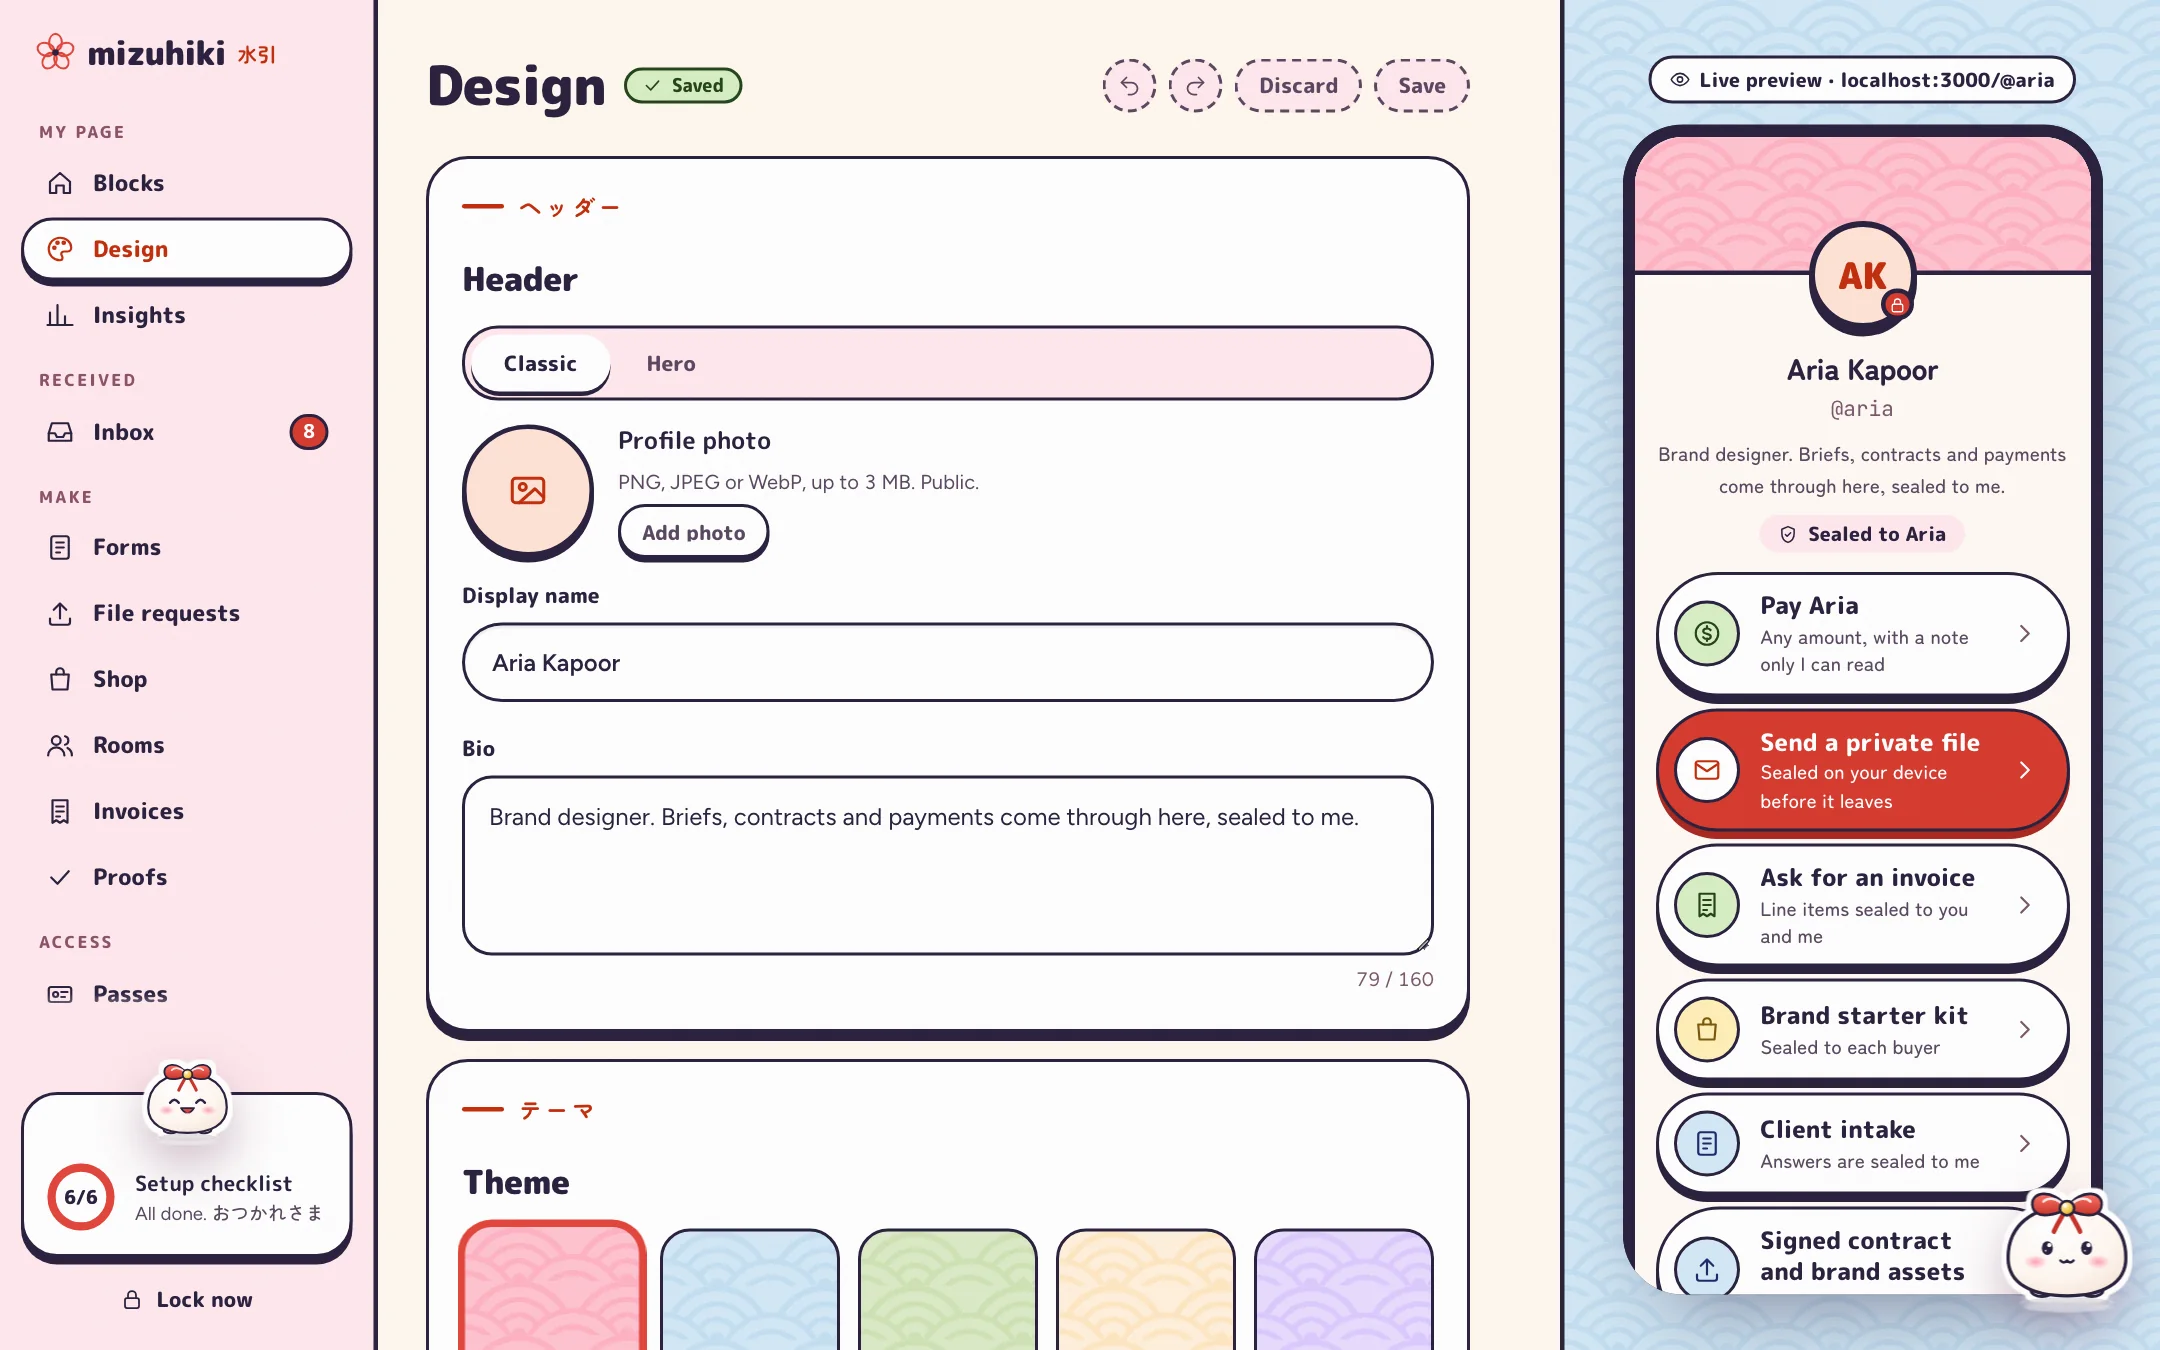 mizuhiki 水引
MY PAGE
Blocks
Design
Insights
RECEIVED
Inbox
8
MAKE
Forms
File requests
Shop
Rooms
Invoices
Proofs
ACCESS
Passes
6/6
Setup checklist
All done. おつかれさま
Lock now
Design
Saved
Discard
Save
ヘッダー
Header
Classic
Hero
Profile photo
PNG, JPEG or WebP, up to 3 MB. Public.
Add photo
Display name
Aria Kapoor
Bio
Brand designer. Briefs, contracts and payments come through here, sealed to me.
79 / 160
テーマ
Theme
Live preview · localhost:3000/@aria
AK
Aria Kapoor
@aria
Brand designer. Briefs, contracts and payments
come through here, sealed to me.
Sealed to Aria
Pay Aria
Any amount, with a note
only I can read
Send a private file
Sealed on your device
before it leaves
Ask for an invoice
Line items sealed to you
and me
Brand starter kit
Sealed to each buyer
Client intake
Answers are sealed to me
Signed contract
and brand assets